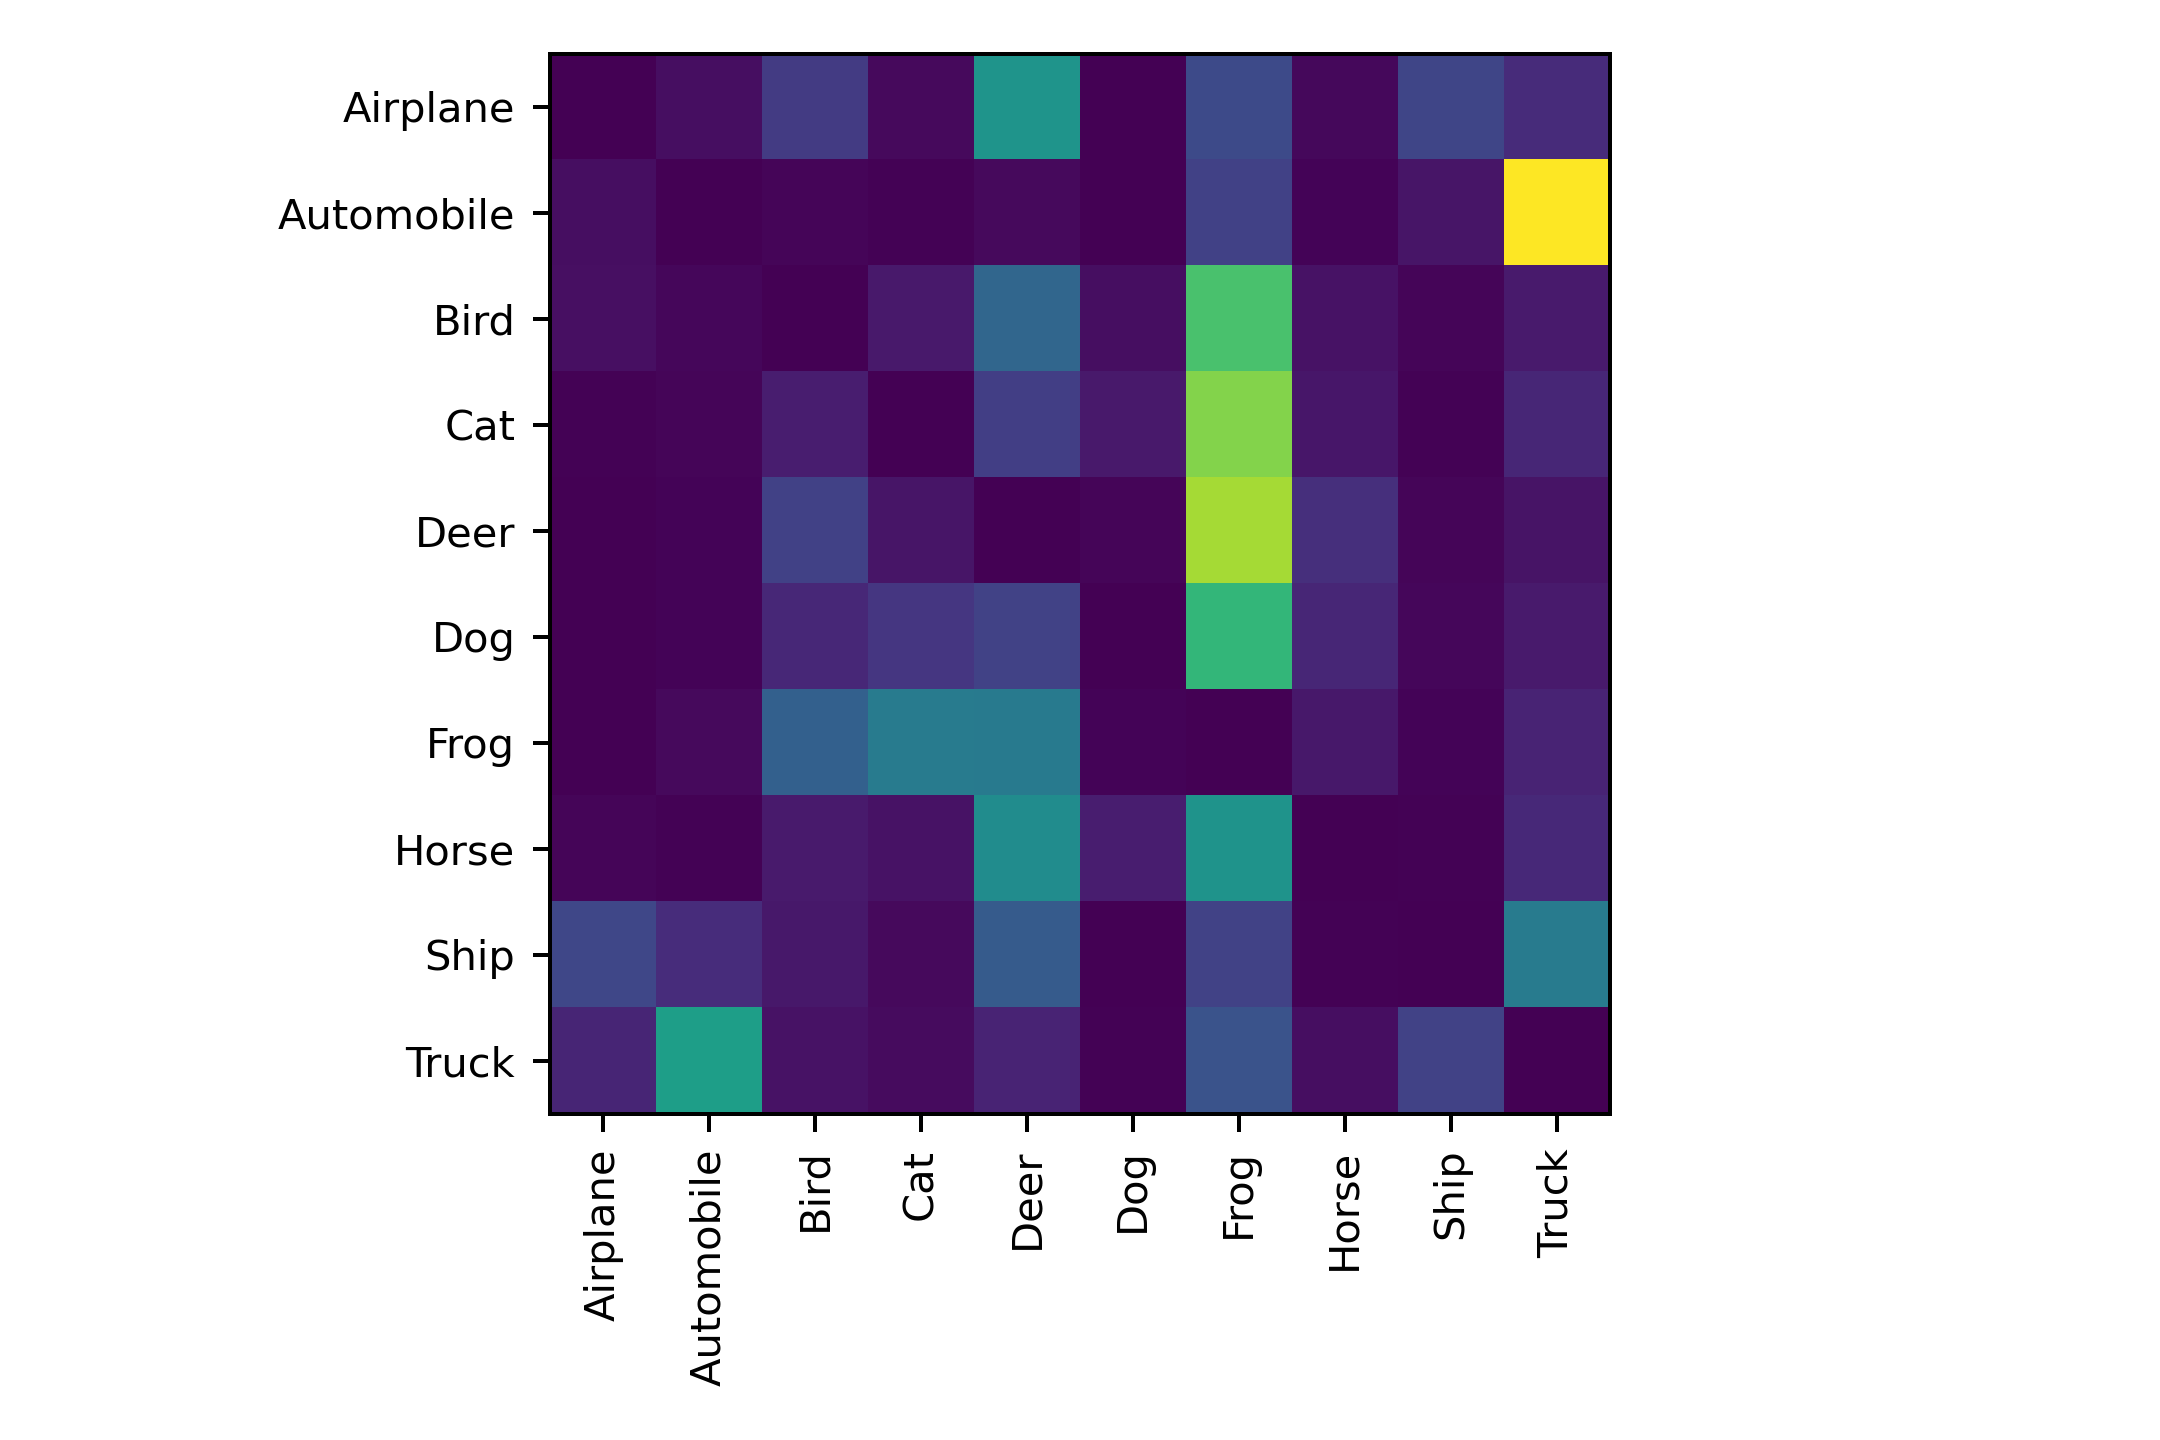 Airplane
Automobile
Bird
Cat
Deer
Dog
Frog
Horse
Ship
Truck
Airplane
Automobile
Bird
Cat
Deer
Dog
Frog
Horse
Ship
Truck